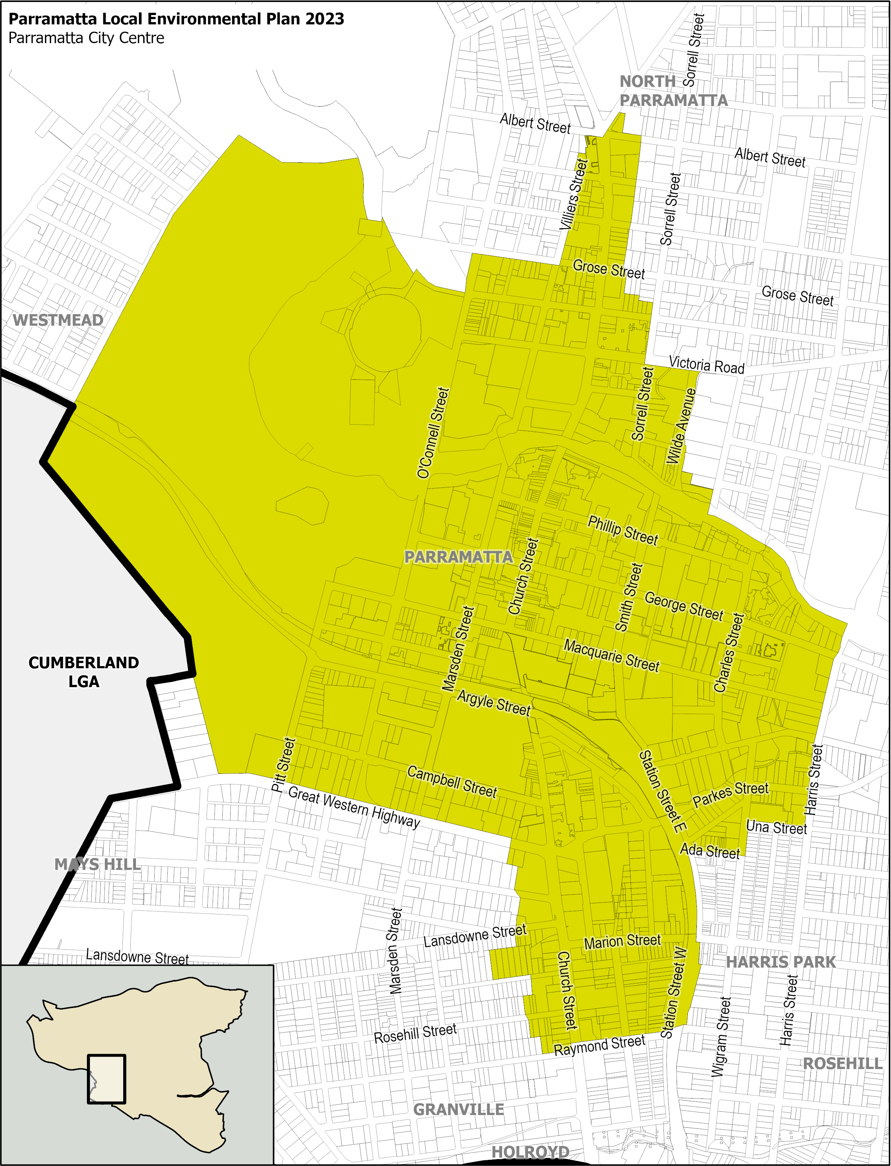 Parramatta Local Environmental Plan 2023
Parramatta City Centre
Sorrell Street
NORTH
PARRAMATTA
Albert Street
Albert Street
Villiers Street
Sorrell Street
Grose Street
Grose Street
WESTMEAD
Victoria Road
O'Connell Street
Sorrell Street
Wilde Avenue
Phillip Street
PARRAMATTA
Church Street
Smith Street
George Street
Marsden Street
Macquarie Street
Charles Street
CUMBERLAND
LGA
Argyle Street
Pitt Street
Campbell Street
Station Street E
Parkes Street
Harris Street
Great Western Highway
Una Street
Ada Street
MAYS HILL
Lansdowne Street
Marsden Street
Lansdowne Street
Marion Street
Church Street
Station Street W
HARRIS PARK
Rosehill Street
Raymond Street
Wigram Street
Harris Street
ROSEHILL
GRANVILLE
HOLROYD